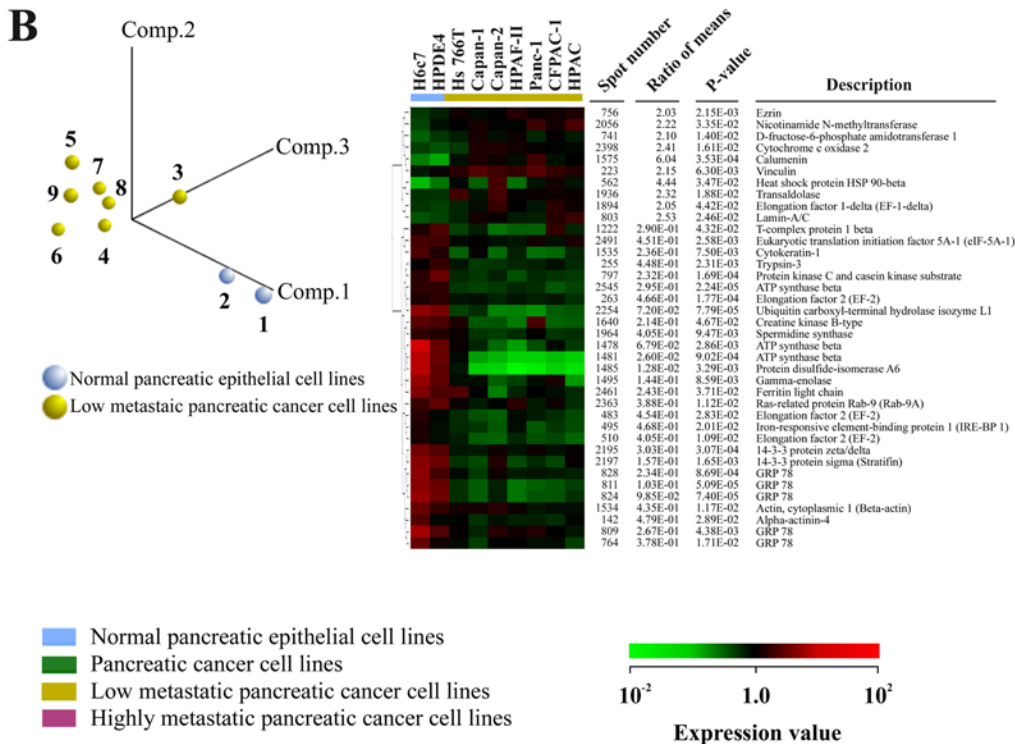 B
Comp.2
Comp.3
Comp.1
5
7
3
9
8
6
4
2
1
Normal pancreatic epithelial cell lines
Low metastaic pancreatic cancer cell lines
H6c7
HPDE4
Hs 766T
Capan-1
Capan-2
HPAF-II
Panc-1
CFPAC-1
HPAC
Spot number Ratio of means P-value Description
756 2.03 2.15E-03 Ezrin
2056 2.22 3.35E-02 Nicotinamide N-methyltransferase
741 2.10 1.40E-02 D-fructose-6-phosphate amidotransferase 1
2398 2.41 1.61E-02 Cytochrome c oxidase 2
1575 6.04 3.53E-04 Calumenin
223 2.15 6.30E-03 Vinculin
562 4.44 3.47E-02 Heat shock protein HSP 90-beta
1936 2.32 1.88E-02 Transaldolase
1894 2.05 4.42E-02 Elongation factor 1-delta (EF-1-delta)
803 2.53 2.46E-02 Lamin-A/C
1222 2.90E-01 4.32E-02 T-complex protein 1 beta
2491 4.51E-01 2.58E-03 Eukaryotic translation initiation factor 5A-1 (eIF-5A-1)
1535 2.36E-01 7.50E-03 Cytokeratin-1
255 4.48E-01 2.31E-03 Trypsin-3
797 2.32E-01 1.69E-04 Protein kinase C and casein kinase substrate
2545 2.95E-01 2.24E-05 ATP synthase beta
263 4.66E-01 1.77E-04 Elongation factor 2 (EF-2)
2254 7.20E-02 7.79E-05 Ubiquitin carboxyl-terminal hydrolase isozyme L1
1640 2.14E-01 4.67E-02 Creatine kinase B-type
1964 4.05E-01 9.47E-03 Spermidine synthase
1478 6.79E-02 2.86E-03 ATP synthase beta
1481 2.60E-02 9.02E-04 ATP synthase beta
1485 1.28E-02 3.29E-03 Protein disulfide-isomerase A6
1495 1.44E-01 8.59E-03 Gamma-enolase
2461 2.43E-01 3.71E-02 Ferritin light chain
2363 3.88E-01 1.12E-02 Ras-related protein Rab-9 (Rab-9A)
483 4.54E-01 2.83E-02 Elongation factor 2 (EF-2)
495 4.68E-01 2.01E-02 Iron-responsive element-binding protein 1 (IRE-BP 1)
510 4.05E-01 1.09E-02 Elongation factor 2 (EF-2)
2195 3.03E-01 3.07E-04 14-3-3 protein zeta/delta
2197 1.57E-01 1.65E-03 14-3-3 protein sigma (Stratifin)
828 2.34E-01 8.69E-04 GRP 78
811 1.03E-01 5.09E-05 GRP 78
824 9.85E-02 7.40E-05 GRP 78
1534 4.35E-01 1.17E-02 Actin, cytoplasmic 1 (Beta-actin)
142 4.79E-01 2.89E-02 Alpha-actinin-4
809 2.67E-01 4.38E-03 GRP 78
764 3.78E-01 1.71E-02 GRP 78
Normal pancreatic epithelial cell lines
Pancreatic cancer cell lines
Low metastatic pancreatic cancer cell lines
Highly metastatic pancreatic cancer cell lines
10-2 1.0 102
Expression value